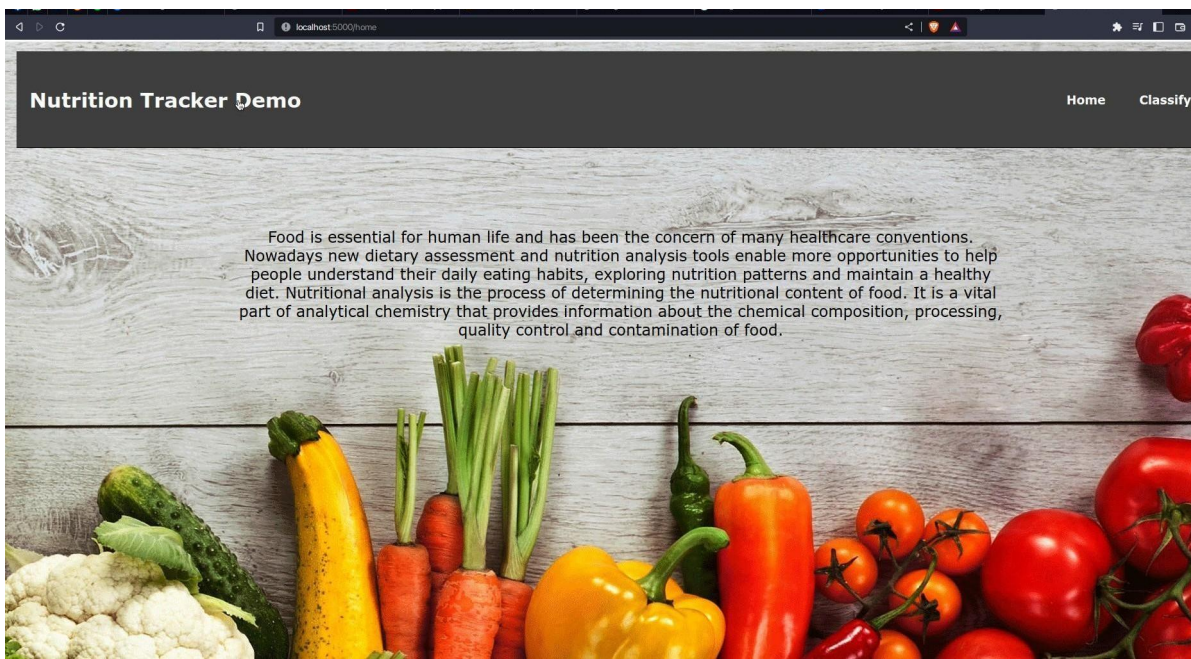 localhost:5000/home
Nutrition Tracker Demo
Home
Classify
Food is essential for human life and has been the concern of many healthcare conventions.
Nowadays new dietary assessment and nutrition analysis tools enable more opportunities to help
people understand their daily eating habits, exploring nutrition patterns and maintain a healthy
diet. Nutritional analysis is the process of determining the nutritional content of food. It is a vital
part of analytical chemistry that provides information about the chemical composition, processing,
quality control and contamination of food.